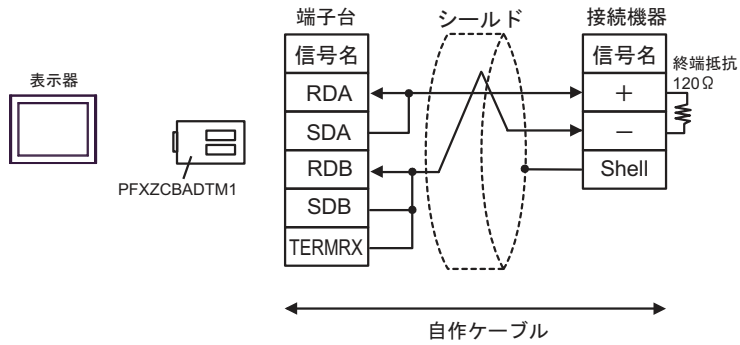 端子台
シールド
接続機器
信号名
信号名
終端抵抗
120Ω
表示器
RDA
+
SDA
−
RDB
Shell
PFXZCBADTM1
SDB
TERMRX
自作ケーブル